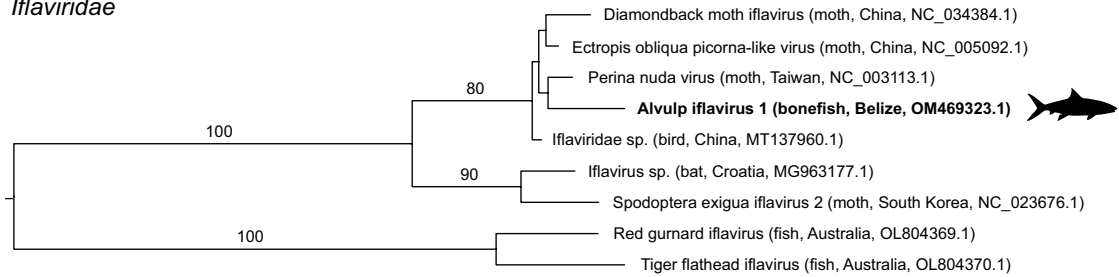 Iflaviridae
Diamondback moth iflavirus (moth, China, NC_034384.1)
Ectropis obliqua picorna-like virus (moth, China, NC_005092.1)
Perina nuda virus (moth, Taiwan, NC_003113.1)
80
Alvulp iflavirus 1 (bonefish, Belize, OM469323.1)
100
Iflaviridae sp. (bird, China, MT137960.1)
Iflavirus sp. (bat, Croatia, MG963177.1)
90
Spodoptera exigua iflavirus 2 (moth, South Korea, NC_023676.1)
100
Red gurnard iflavirus (fish, Australia, OL804369.1)
Tiger flathead iflavirus (fish, Australia, OL804370.1)